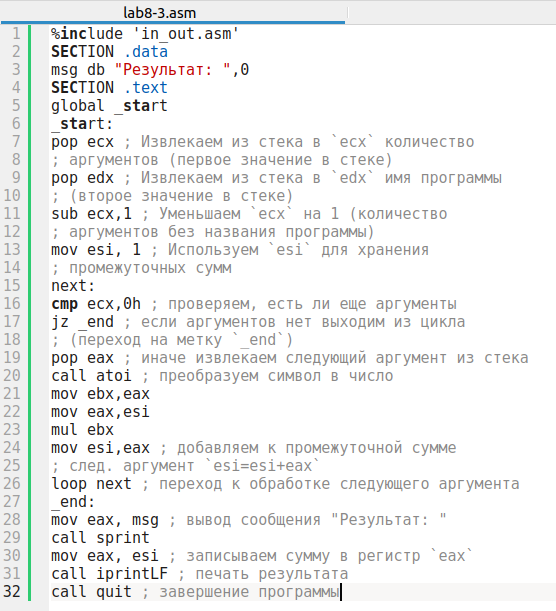 lab8-3.asm
1 %include 'in_out.asm'
2 SECTION .data
3 msg db "Результат: ",0
4 SECTION .text
5 global _start
6 _start:
7 pop ecx ; Извлекаем из стека в `ecx` количество
8 ; аргументов (первое значение в стеке)
9 pop edx ; Извлекаем из стека в `edx` имя программы
10 ; (второе значение в стеке)
11 sub ecx,1 ; Уменьшаем `ecx` на 1 (количество
12 ; аргументов без названия программы)
13 mov esi, 1 ; Используем `esi` для хранения
14 ; промежуточных сумм
15 next:
16 cmp ecx,0h ; проверяем, есть ли еще аргументы
17 jz _end ; если аргументов нет выходим из цикла
18 ; (переход на метку `_end`)
19 pop eax ; иначе извлекаем следующий аргумент из стека
20 call atoi ; преобразуем символ в число
21 mov ebx,eax
22 mov eax,esi
23 mul ebx
24 mov esi,eax ; добавляем к промежуточной сумме
25 ; след. аргумент `esi=esi+eax`
26 loop next ; переход к обработке следующего аргумента
27 _end:
28 mov eax, msg ; вывод сообщения "Результат: "
29 call sprint
30 mov eax, esi ; записываем сумму в регистр `eax`
31 call iprintLF ; печать результата
32 call quit ; завершение программы